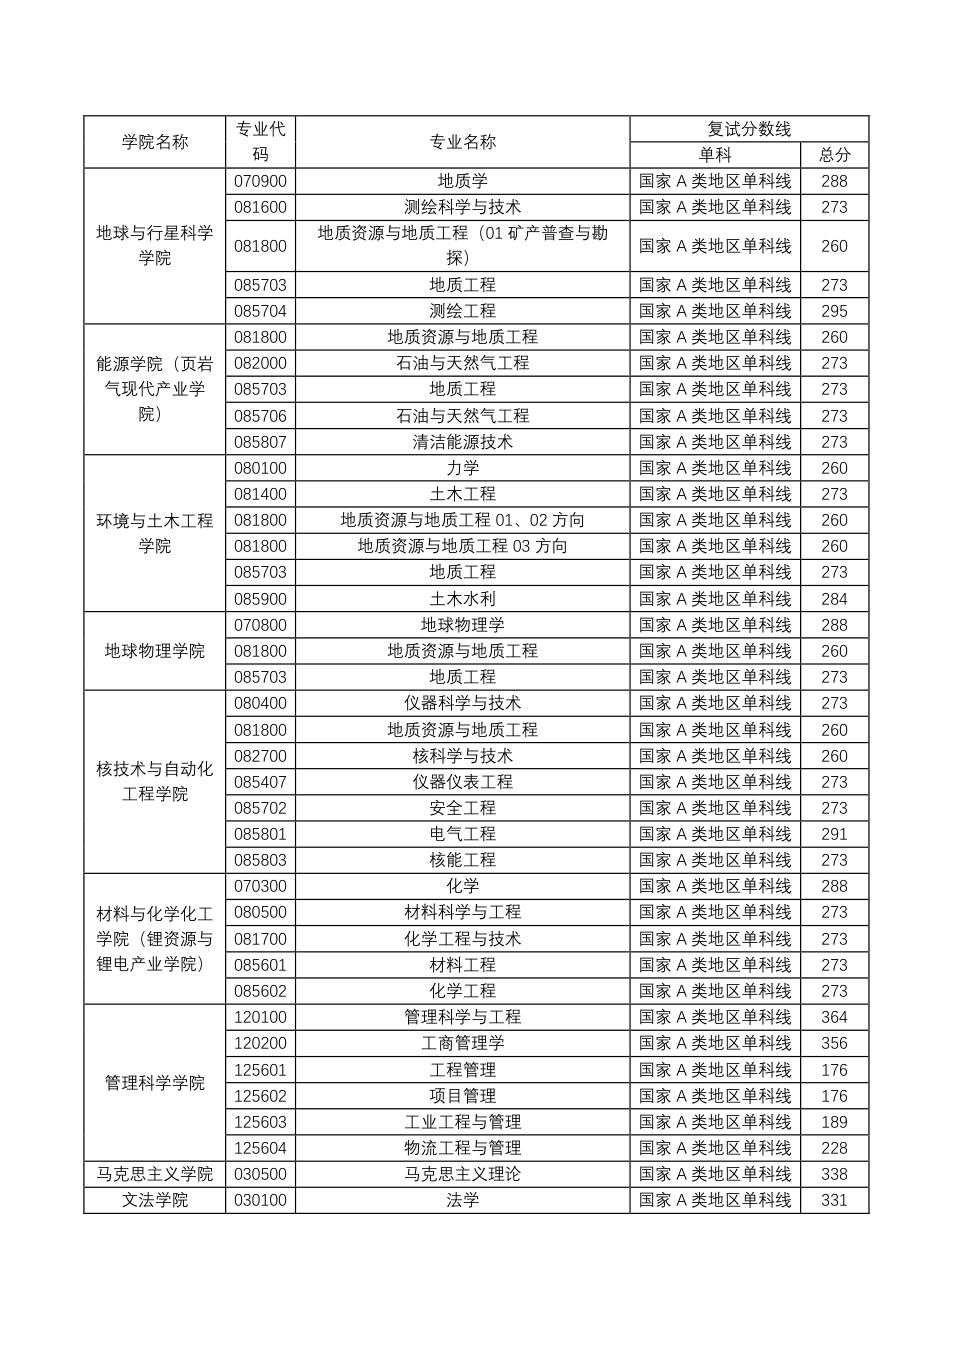 学院名称 专业代码 专业名称 复试分数线
单科 总分
地球与行星科学学院 070900 地质学 国家 A 类地区单科线 288
081600 测绘科学与技术 国家 A 类地区单科线 273
081800 地质资源与地质工程（01 矿产普查与勘探） 国家 A 类地区单科线 260
085703 地质工程 国家 A 类地区单科线 273
085704 测绘工程 国家 A 类地区单科线 295
能源学院（页岩气现代产业学院） 081800 地质资源与地质工程 国家 A 类地区单科线 260
082000 石油与天然气工程 国家 A 类地区单科线 273
085703 地质工程 国家 A 类地区单科线 273
085706 石油与天然气工程 国家 A 类地区单科线 273
085807 清洁能源技术 国家 A 类地区单科线 273
环境与土木工程学院 080100 力学 国家 A 类地区单科线 260
081400 土木工程 国家 A 类地区单科线 273
081800 地质资源与地质工程 01、02 方向 国家 A 类地区单科线 260
081800 地质资源与地质工程 03 方向 国家 A 类地区单科线 260
085703 地质工程 国家 A 类地区单科线 273
085900 土木水利 国家 A 类地区单科线 284
地球物理学院 070800 地球物理学 国家 A 类地区单科线 288
081800 地质资源与地质工程 国家 A 类地区单科线 260
085703 地质工程 国家 A 类地区单科线 273
核技术与自动化工程学院 080400 仪器科学与技术 国家 A 类地区单科线 273
081800 地质资源与地质工程 国家 A 类地区单科线 260
082700 核科学与技术 国家 A 类地区单科线 260
085407 仪器仪表工程 国家 A 类地区单科线 273
085702 安全工程 国家 A 类地区单科线 273
085801 电气工程 国家 A 类地区单科线 291
085803 核能工程 国家 A 类地区单科线 273
材料与化学化工学院（锂资源与锂电产业学院） 070300 化学 国家 A 类地区单科线 288
080500 材料科学与工程 国家 A 类地区单科线 273
081700 化学工程与技术 国家 A 类地区单科线 273
085601 材料工程 国家 A 类地区单科线 273
085602 化学工程 国家 A 类地区单科线 273
管理科学学院 120100 管理科学与工程 国家 A 类地区单科线 364
120200 工商管理学 国家 A 类地区单科线 356
125601 工程管理 国家 A 类地区单科线 176
125602 项目管理 国家 A 类地区单科线 176
125603 工业工程与管理 国家 A 类地区单科线 189
125604 物流工程与管理 国家 A 类地区单科线 228
马克思主义学院 030500 马克思主义理论 国家 A 类地区单科线 338
文法学院 030100 法学 国家 A 类地区单科线 331